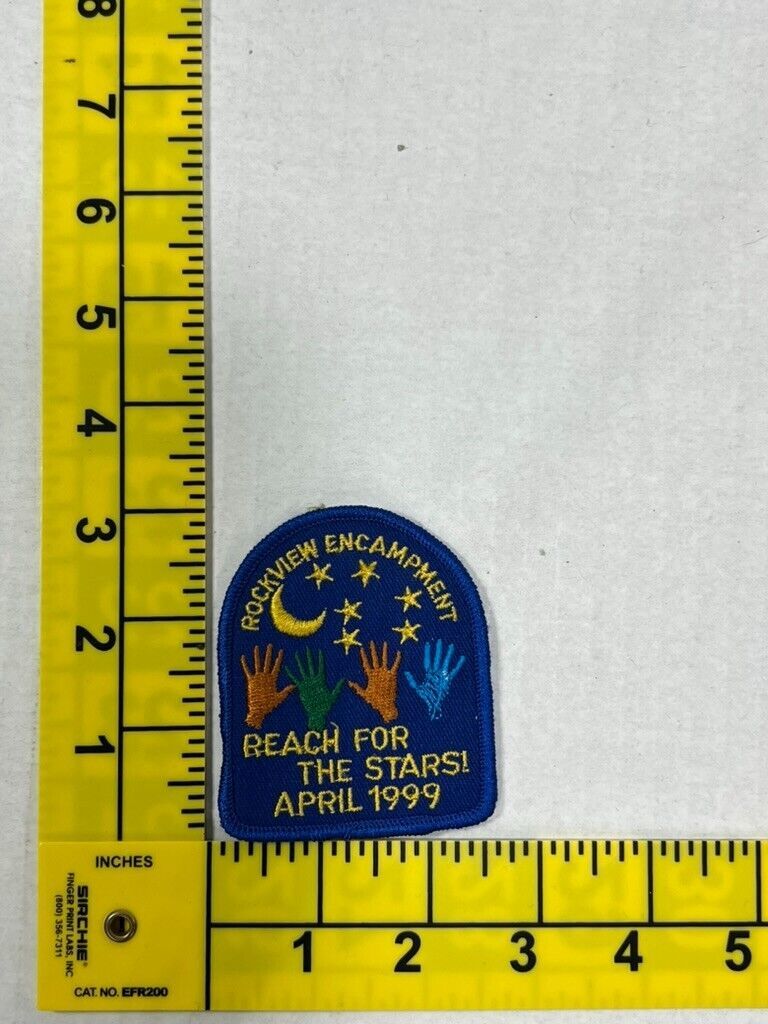 8
7
6
5
4
3
2
1
ROCKVIEW ENCAMPMENT
REACH FOR
THE STARS!
APRIL 1999
INCHES
SIRCHIE®
FINGER PRINT LABS, INC
(800) 356-7311
CAT. NO. EFR200
1 2 3 4 5